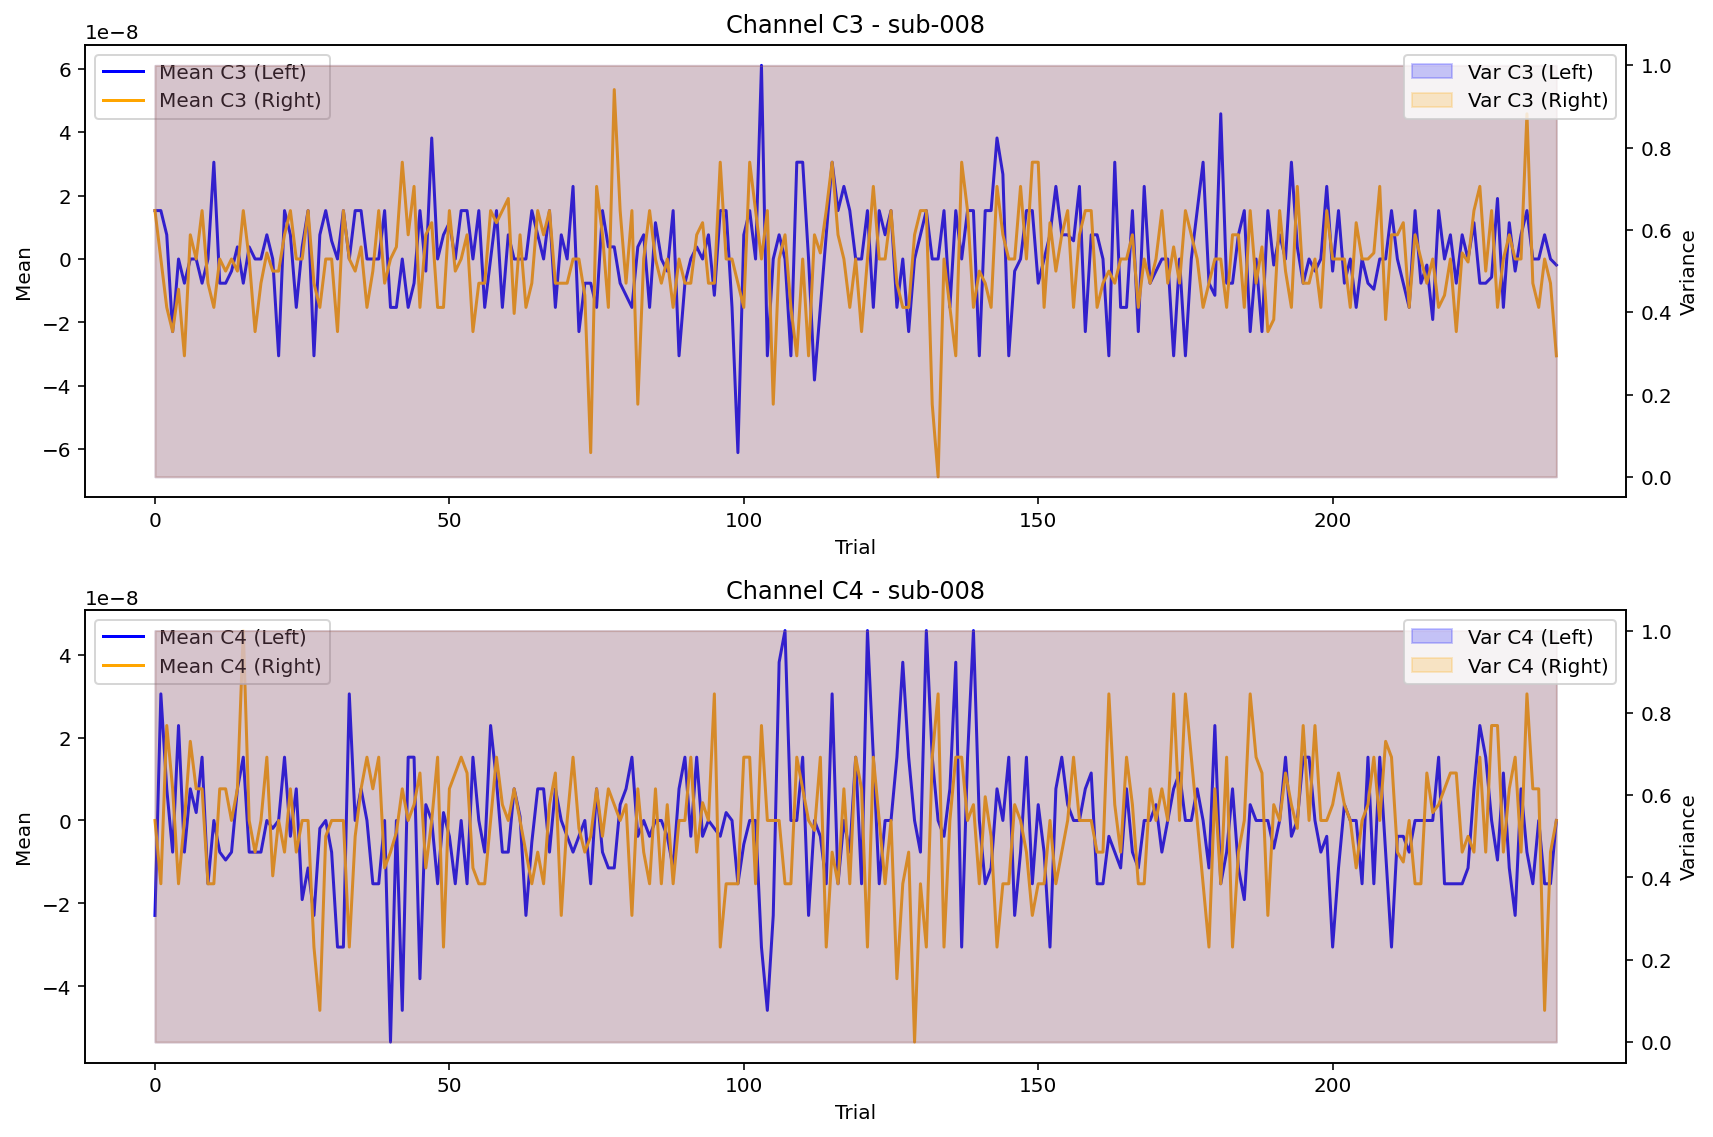 Channel C3 - sub-008
1e−8
Mean C3 (Left)
Mean C3 (Right)
Var C3 (Left)
Var C3 (Right)
6
4
2
0
−2
−4
−6
Mean
1.0
0.8
0.6
0.4
0.2
0.0
Variance
0 50 100 150 200
Trial
Channel C4 - sub-008
1e−8
Mean C4 (Left)
Mean C4 (Right)
Var C4 (Left)
Var C4 (Right)
4
2
0
−2
−4
Mean
1.0
0.8
0.6
0.4
0.2
0.0
Variance
0 50 100 150 200
Trial